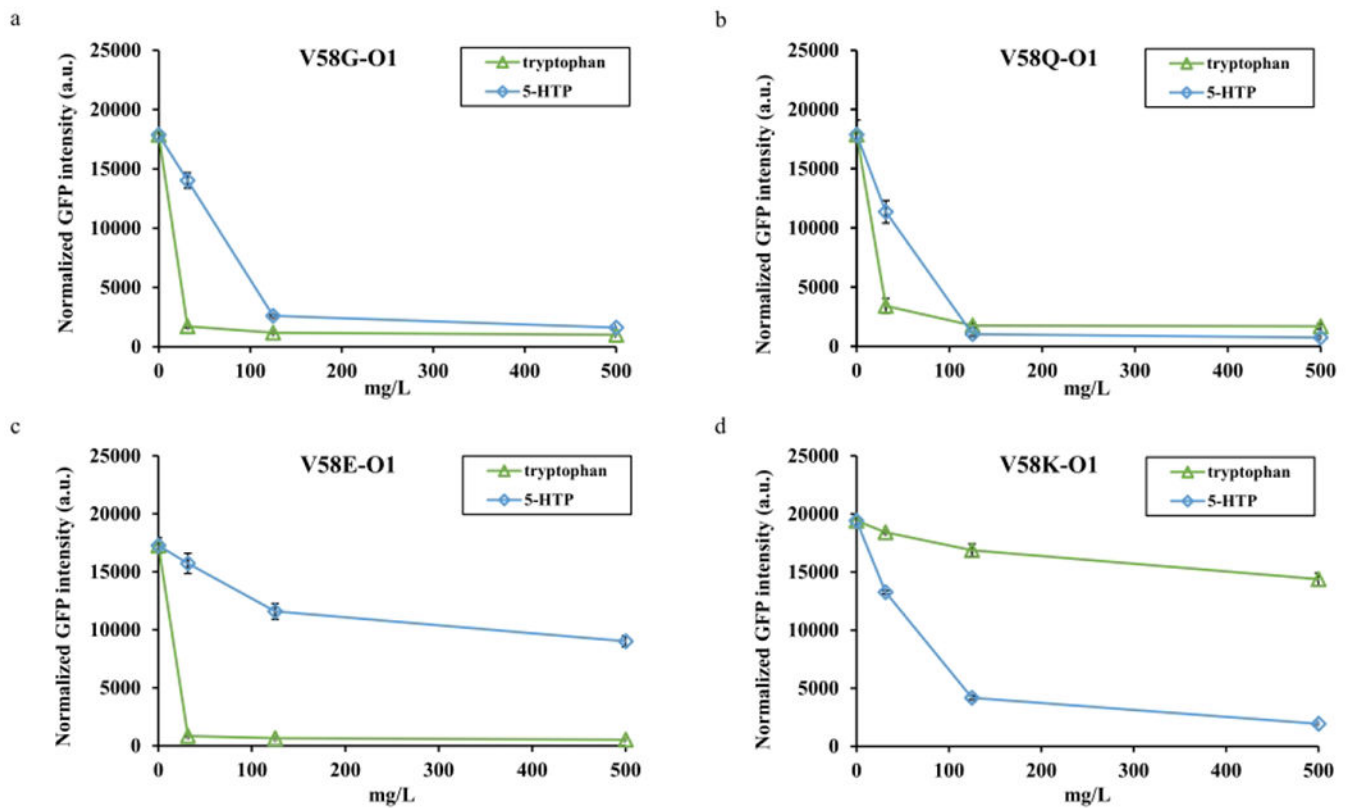 a
V58G-O1
tryptophan
5-HTP
Normalized GFP intensity (a.u.)
25000
20000
15000
10000
5000
0
0 100 200 300 400 500
mg/L
b
V58Q-O1
tryptophan
5-HTP
Normalized GFP intensity (a.u.)
25000
20000
15000
10000
5000
0
0 100 200 300 400 500
mg/L
c
V58E-O1
tryptophan
5-HTP
Normalized GFP intensity (a.u.)
25000
20000
15000
10000
5000
0
0 100 200 300 400 500
mg/L
d
V58K-O1
tryptophan
5-HTP
Normalized GFP intensity (a.u.)
25000
20000
15000
10000
5000
0
0 100 200 300 400 500
mg/L